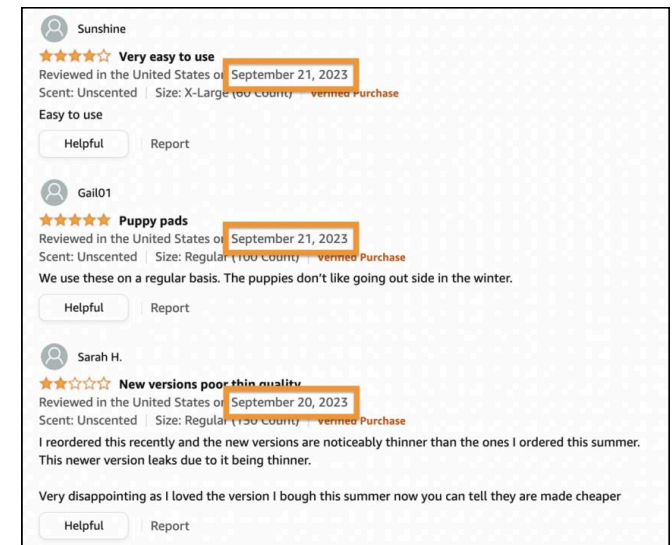 Sunshine
Very easy to use
Reviewed in the United States on September 21, 2023
Scent: Unscented | Size: X-Large (60 Count) | Verified Purchase
Easy to use
Helpful Report
Gail01
Puppy pads
Reviewed in the United States on September 21, 2023
Scent: Unscented | Size: Regular (100 Count) | Verified Purchase
We use these on a regular basis. The puppies don't like going out side in the winter.
Helpful Report
Sarah H.
New versions poor thin quality
Reviewed in the United States on September 20, 2023
Scent: Unscented | Size: Regular (150 Count) | Verified Purchase
I reordered this recently and the new versions are noticeably thinner than the ones I ordered this summer.
This newer version leaks due to it being thinner.
Very disappointing as I loved the version I bough this summer now you can tell they are made cheaper
Helpful Report